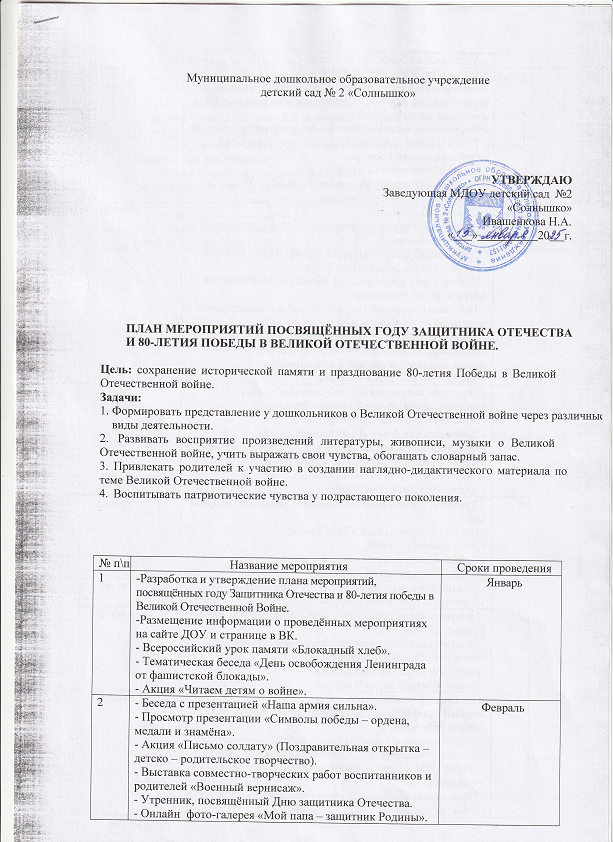 Муниципальное дошкольное образовательное учреждение
детский сад № 2 «Солнышко»
УТВЕРЖДАЮ
Заведующая МДОУ детский сад №2
«Солнышко»
Ивашенкова Н.А.
«15» января 2025 г.
ПЛАН МЕРОПРИЯТИЙ ПОСВЯЩЁННЫХ ГОДУ ЗАЩИТНИКА ОТЕЧЕСТВА
И 80-ЛЕТИЯ ПОБЕДЫ В ВЕЛИКОЙ ОТЕЧЕСТВЕННОЙ ВОЙНЕ.
Цель: сохранение исторической памяти и празднование 80-летия Победы в Великой
Отечественной войне.
Задачи:
1. Формировать представление у дошкольников о Великой Отечественной войне через различные
виды деятельности.
2. Развивать восприятие произведений литературы, живописи, музыки о Великой
Отечественной войне, учить выражать свои чувства, обогащать словарный запас.
3. Привлекать родителей к участию в создании наглядно-дидактического материала по
теме Великой Отечественной войне.
4. Воспитывать патриотические чувства у подрастающего поколения.
№ п\п Название мероприятия Сроки проведения
1 -Разработка и утверждение плана мероприятий, Январь
посвящённых году Защитника Отечества и 80-летия победы в
Великой Отечественной Войне.
-Размещение информации о проведённых мероприятиях
на сайте ДОУ и странице в ВК.
- Всероссийский урок памяти «Блокадный хлеб».
- Тематическая беседа «День освобождения Ленинграда
от фашистской блокады».
- Акция «Читаем детям о войне».
2 - Беседа с презентацией «Наша армия сильна». Февраль
- Просмотр презентации «Символы победы – ордена,
медали и знамёна».
- Акция «Письмо солдату» (Поздравительная открытка –
детско – родительское творчество).
- Выставка совместно-творческих работ воспитанников и
родителей «Военный вернисаж».
- Утренник, посвящённый Дню защитника Отечества.
- Онлайн фото-галерея «Мой папа – защитник Родины».